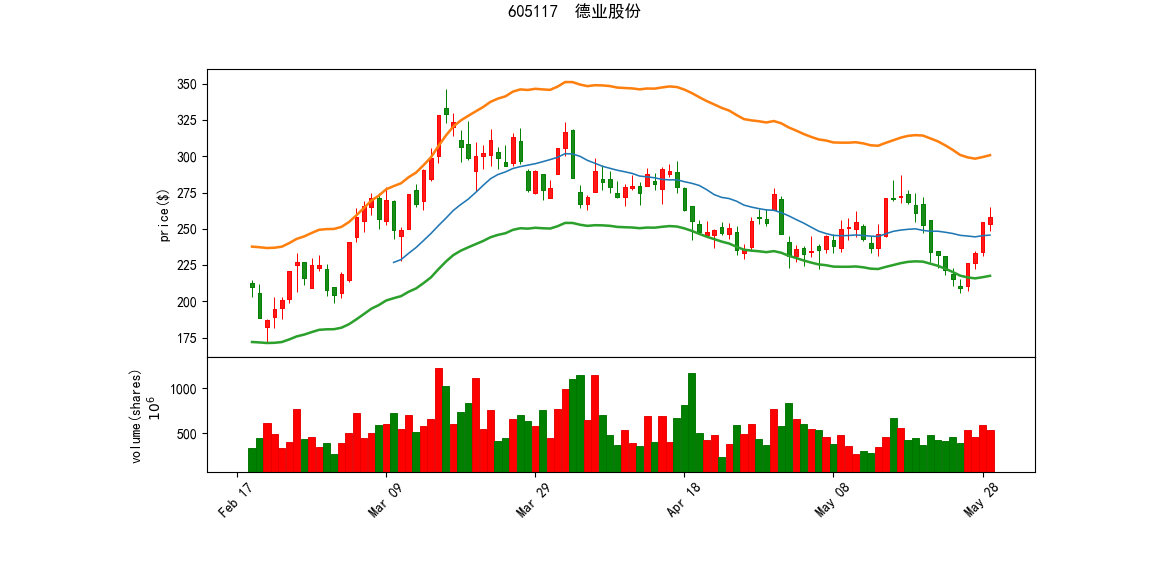 605117 德业股份
price($)
350
325
300
275
250
225
200
175
volume(shares)
10^6
1000
500
Feb 17
Mar 09
Mar 29
Apr 18
May 08
May 28